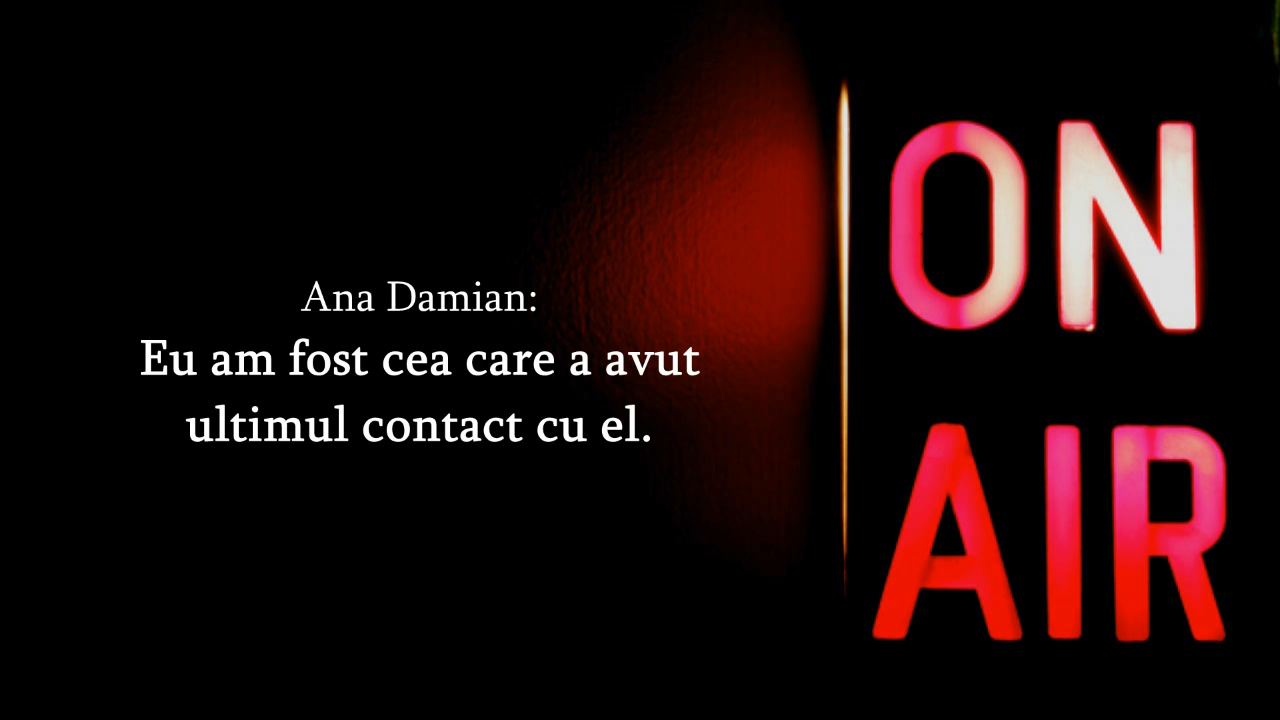 Ana Damian:
Eu am fost cea care a avut
ultimul contact cu el.
ON
AIR